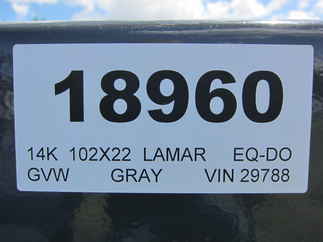 18960
14K 102X22 LAMAR EQ-DO
GVW GRAY VIN 29788